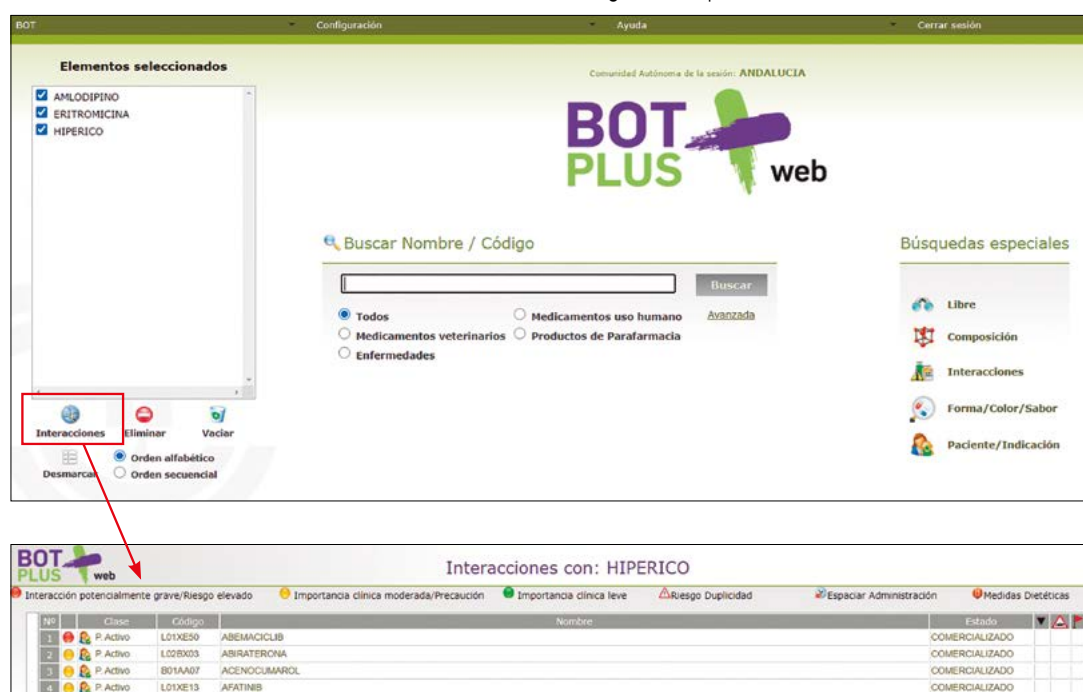 BOT Configuración Ayuda Cerrar sesión
Elementos seleccionados
AMLODIPINO
ERITROMICINA
HIPERICO
Interacciones Eliminar Vaciar
Desmarcar
Orden alfabético
Orden secuencial
Comunidad Autónoma de la sesión: ANDALUCIA
BOT
PLUS web
Buscar Nombre / Código
Buscar
Todos Medicamentos uso humano Avanzada
Medicamentos veterinarios Productos de Parafarmacia
Enfermedades
Búsquedas especiales
Libre
Composición
Interacciones
Forma/Color/Sabor
Paciente/Indicación
BOT
PLUS web
Interacciones con: HIPERICO
Interacción potencialmente grave/Riesgo elevado Importancia clínica moderada/Precaución Importancia clínica leve Riesgo Duplicidad Espaciar Administración Medidas Dietéticas
Nº Clase Código Nombre Estado
1 P. Activo L01XE50 ABEMACICLIB COMERCIALIZADO
2 P. Activo L02BX03 ABIRATERONA COMERCIALIZADO
3 P. Activo B01AA07 ACENOCUMAROL COMERCIALIZADO
4 P. Activo L01XE13 AFATINIB COMERCIALIZADO